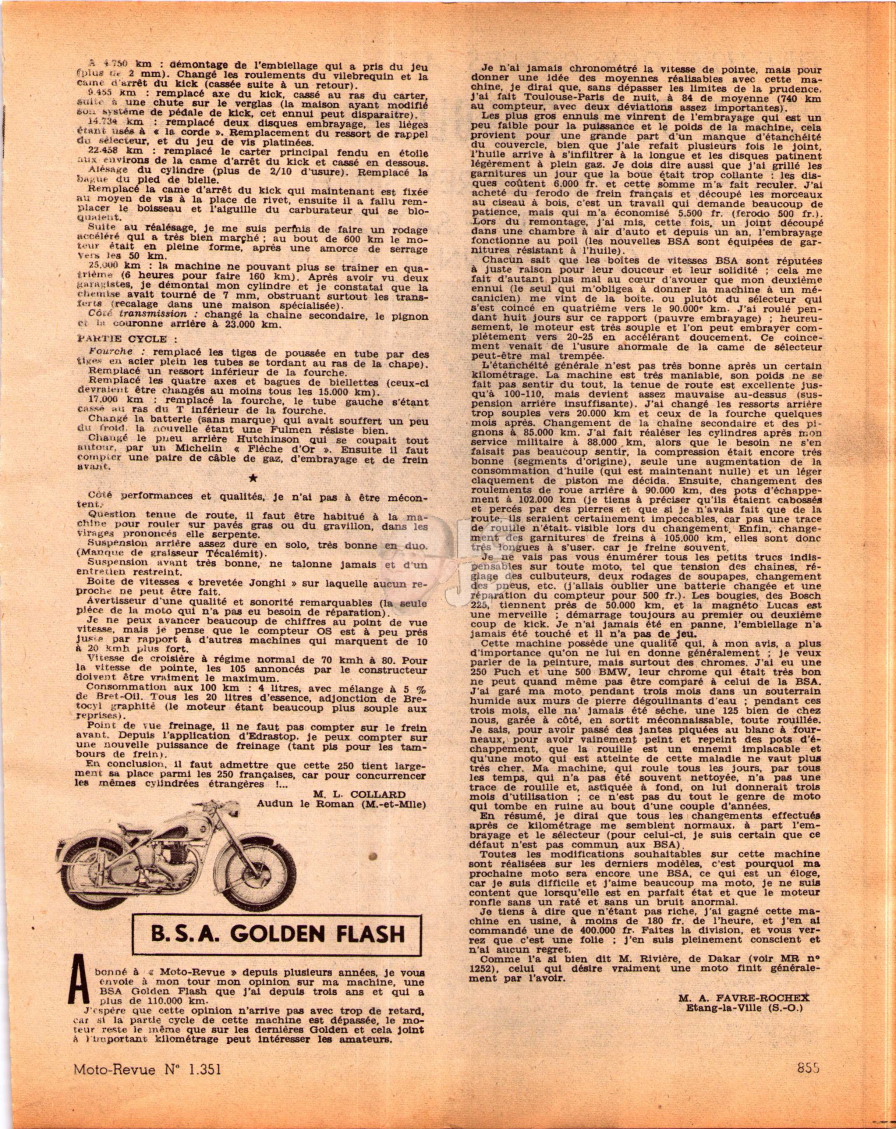 À 4.750 km : démontage de l'embiellage qui a pris du jeu
(plus de 2 mm). Changé les roulements du vilebrequin et la
came d'arrêt du kick (cassée suite à un retour).
9.455 km : remplacé axe du kick, cassé au ras du carter,
suite à une chute sur le verglas (la maison ayant modifié
son système de pédale de kick, cet ennui peut disparaître).
14.734 km : remplacé deux disques embrayage, les lièges
étant usés à « la corde ». Remplacement du ressort de rappel
du sélecteur, et du jeu de vis platinées.
22.458 km : remplacé le carter principal fendu en étoile
aux environs de la came d'arrêt du kick et cassé en dessous.
Alésage du cylindre (plus de 2/10 d'usure). Remplacé la
bague du pied de bielle.
Remplacé la came d'arrêt du kick qui maintenant est fixée
au moyen de vis à la place de rivet, ensuite il a fallu rem-
placer le boisseau et l'aiguille du carburateur qui se blo-
quaient.
Suite au réalésage, je me suis permis de faire un rodage
accéléré qui a très bien marché ; au bout de 600 km le mo-
teur était en pleine forme, après une amorce de serrage
vers les 50 km.
25.000 km : la machine ne pouvant plus se trainer en qua-
trième (6 heures pour faire 160 km). Après avoir vu deux
garagistes, je démontai mon cylindre et je constatai que la
chemise avait tourné de 7 mm, obstruant surtout les trans-
ferts (recalage dans une maison spécialisée).
Côté transmission : changé la chaine secondaire, le pignon
et la couronne arrière à 23.000 km.
PARTIE CYCLE :
Fourche : remplacé les tiges de poussée en tube par des
tiges en acier plein les tubes se tordant au ras de la chape).
Remplacé un ressort inférieur de la fourche.
Remplacé les quatre axes et bagues de biellettes (ceux-ci
devraient être changés au moins tous les 15.000 km).
17.000 km : remplacé la fourche, le tube gauche s'étant
cassé au ras du T inférieur de la fourche.
Changé la batterie (sans marque) qui avait souffert un peu
du froid. la nouvelle étant une Fulmen résiste bien.
Changé le pneu arrière Hutchinson qui se coupait tout
autour, par un Michelin « Flèche d'Or ». Ensuite il faut
compter une paire de câble de gaz, d'embrayage et de frein
avant.
★
Côté performances et qualités, je n'ai pas à être mécon-
tent.
Question tenue de route, il faut être habitué à la ma-
chine pour rouler sur pavés gras ou du gravillon, dans les
virages prononcés elle serpente.
Suspension arrière assez dure en solo, très bonne en duo.
(Manque de graisseur Técalémit).
Suspension avant très bonne, ne talonne jamais et d'un
entretien restreint.
Boite de vitesses « brevetée Jonghi » sur laquelle aucun re-
proche ne peut être fait.
Avertisseur d'une qualité et sonorité remarquables (la seule
pièce de la moto qui n'a pas eu besoin de réparation).
Je ne peux avancer beaucoup de chiffres au point de vue
vitesse, mais je pense que le compteur OS est à peu près
juste par rapport à d'autres machines qui marquent de 10
à 20 kmh plus fort.
Vitesse de croisière à régime normal de 70 kmh à 80. Pour
la vitesse de pointe, les 105 annoncés par le constructeur
doivent être vraiment le maximum.
Consommation aux 100 km : 4 litres, avec mélange à 5 %
de Bret-Oil. Tous les 20 litres d'essence, adjonction de Bre-
tocyl graphité (le moteur étant beaucoup plus souple aux
reprises).
Point de vue freinage, il ne faut pas compter sur le frein
avant. Depuis l'application d'Edrastop, je peux compter sur
une nouvelle puissance de freinage (tant pis pour les tam-
bours de frein).
En conclusion, il faut admettre que cette 250 tient large-
ment sa place parmi les 250 françaises, car pour concurrencer
les mêmes cylindrées étrangères !...
M. L. COLLARD
Audun le Roman (M.-et-Mlle)
B.S.A. GOLDEN FLASH
Abonné à « Moto-Revue » depuis plusieurs années, je vous
envoie à mon tour mon opinion sur ma machine, une
BSA Golden Flash que j'ai depuis trois ans et qui a
plus de 110.000 km.
J'espère que cette opinion n'arrive pas avec trop de retard,
car si la partie cycle de cette machine est dépassée, le mo-
teur reste le même que sur les dernières Golden et cela joint
à l'important kilométrage peut intéresser les amateurs.
Je n'ai jamais chronométré la vitesse de pointe, mais pour
donner une idée des moyennes réalisables avec cette ma-
chine, je dirai que, sans dépasser les limites de la prudence,
j'ai fait Toulouse-Paris de nuit, à 84 de moyenne (740 km
au compteur, avec deux déviations assez importantes).
Les plus gros ennuis me vinrent de l'embrayage qui est un
peu faible pour la puissance et le poids de la machine, cela
provient pour une grande part d'un manque d'étanchéité
du couvercle, bien que j'aie refait plusieurs fois le joint,
l'huile arrive à s'infiltrer à la longue et les disques patinent
légèrement à plein gaz. Je dois dire aussi que j'ai grillé les
garnitures un jour que la boue était trop collante : les dis-
ques coûtent 6.000 fr. et cette somme m'a fait reculer. J'ai
acheté du ferodo de frein français et découpé les morceaux
au ciseau à bois, c'est un travail qui demande beaucoup de
patience, mais qui m'a économisé 5.500 fr. (ferodo 500 fr.).
Lors du remontage, j'ai mis, cette fois, un joint découpé
dans une chambre à air d'auto et depuis un an, l'embrayage
fonctionne au poil (les nouvelles BSA sont équipées de gar-
nitures résistant à l'huile).
Chacun sait que les boîtes de vitesses BSA sont réputées
à juste raison pour leur douceur et leur solidité ; cela me
fait d'autant plus mal au cœur d'avouer que mon deuxième
ennui (le seul qui m'obligea à donner la machine à un mé-
canicien) me vint de la boîte. ou plutôt du sélecteur qui
s'est coincé en quatrième vers le 90.000e km. J'ai roulé pen-
dant huit jours sur ce rapport (pauvre embrayage) ; heureu-
sement, le moteur est très souple et l'on peut embrayer com-
plètement vers 20-25 en accélérant doucement. Ce coince-
ment venait de l'usure anormale de la came de sélecteur
peut-être mal trempée.
L'étanchéité générale n'est pas très bonne après un certain
kilométrage. La machine est très maniable, son poids ne se
fait pas sentir du tout, la tenue de route est excellente jus-
qu'à 100-110, mais devient assez mauvaise au-dessus (sus-
pension arrière insuffisante). J'ai changé les ressorts arrière
trop souples vers 20.000 km et ceux de la fourche quelques
mois après. Changement de la chaîne secondaire et des pi-
gnons à 85.000 km. J'ai fait réaléser les cylindres après mon
service militaire à 88.000 km, alors que le besoin ne s'en
faisait pas beaucoup sentir, la compression était encore très
bonne (segments d'origine), seule une augmentation de la
consommation d'huile (qui est maintenant nulle) et un léger
claquement de piston me décida. Ensuite, changement des
roulements de roue arrière à 90.000 km, des pots d'échappe-
ment à 102.000 km (je tiens à préciser qu'ils étaient cabossés
et percés par des pierres et que si je n'avais fait que de la
route, ils seraient certainement impeccables, car pas une trace
de rouille n'était visible lors du changement. Enfin, change-
ment des garnitures de freins à 105.000 km, elles sont donc
très longues à s'user. car je freine souvent.
Je ne vais pas vous énumérer tous les petits trucs indis-
pensables sur toute moto, tel que tension des chaînes, ré-
glage des culbuteurs, deux rodages de soupapes, changement
des pneus, etc. (j'allais oublier une batterie changée et une
réparation du compteur pour 500 fr.). Les bougies, des Bosch
225, tiennent près de 50.000 km, et la magnéto Lucas est
une merveille ; démarrage toujours au premier ou deuxième
coup de kick. Je n'ai jamais été en panne, l'embiellage n'a
jamais été touché et il n'a pas de jeu.
Cette machine possède une qualité qui, à mon avis, a plus
d'importance qu'on ne lui en donne généralement ; je veux
parler de la peinture, mais surtout des chromes. J'ai eu une
250 Puch et une 500 BMW, leur chrome qui était très bon
ne peut quand même pas être comparé à celui de la BSA.
J'ai garé ma moto pendant trois mois dans un souterrain
humide aux murs de pierre dégoulinants d'eau ; pendant ces
trois mois, elle na' jamais été sèche. une 125 bien de chez
nous, garée à côté, en sortit méconnaissable, toute rouillée.
Je sais, pour avoir passé des jantes piquées au blanc à four-
neaux, pour avoir vainement peint et repeint des pots d'é-
chappement, que la rouille est un ennemi implacable et
qu'une moto qui est atteinte de cette maladie ne vaut plus
très cher. Ma machine, qui roule tous les jours, par tous
les temps, qui n'a pas été souvent nettoyée, n'a pas une
trace de rouille et, astiquée à fond, on lui donnerait trois
mois d'utilisation ; ce n'est pas du tout le genre de moto
qui tombe en ruine au bout d'une couple d'années.
En résumé, je dirai que tous les changements effectués
après ce kilométrage me semblent normaux. à part l'em-
brayage et le sélecteur (pour celui-ci, je suis certain que ce
défaut n'est pas commun aux BSA).
Toutes les modifications souhaitables sur cette machine
sont réalisées sur les derniers modèles, c'est pourquoi ma
prochaine moto sera encore une BSA, ce qui est un éloge,
car je suis difficile et j'aime beaucoup ma moto, je ne suis
content que lorsqu'elle est en parfait état et que le moteur
ronfle sans un raté et sans un bruit anormal.
Je tiens à dire que n'étant pas riche, j'ai gagné cette ma-
chine en usine, à moins de 180 fr. de l'heure, et j'en ai
commandé une de 400.000 fr. Faites la division, et vous ver-
rez que c'est une folie ; j'en suis pleinement conscient et
n'ai aucun regret.
Comme l'a si bien dit M. Rivière, de Dakar (voir MR n°
1252), celui qui désire vraiment une moto finit générale-
ment par l'avoir.
M. A. FAVRE-ROCHEX
Etang-la-Ville (S.-O.)
Moto-Revue N° 1.351
855